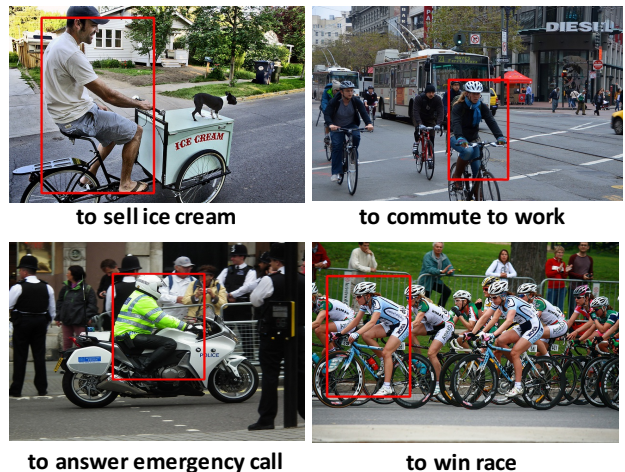 DIESEL
ICE CREAM
to sell ice cream
to commute to work
POLICE
to answer emergency call
to win race